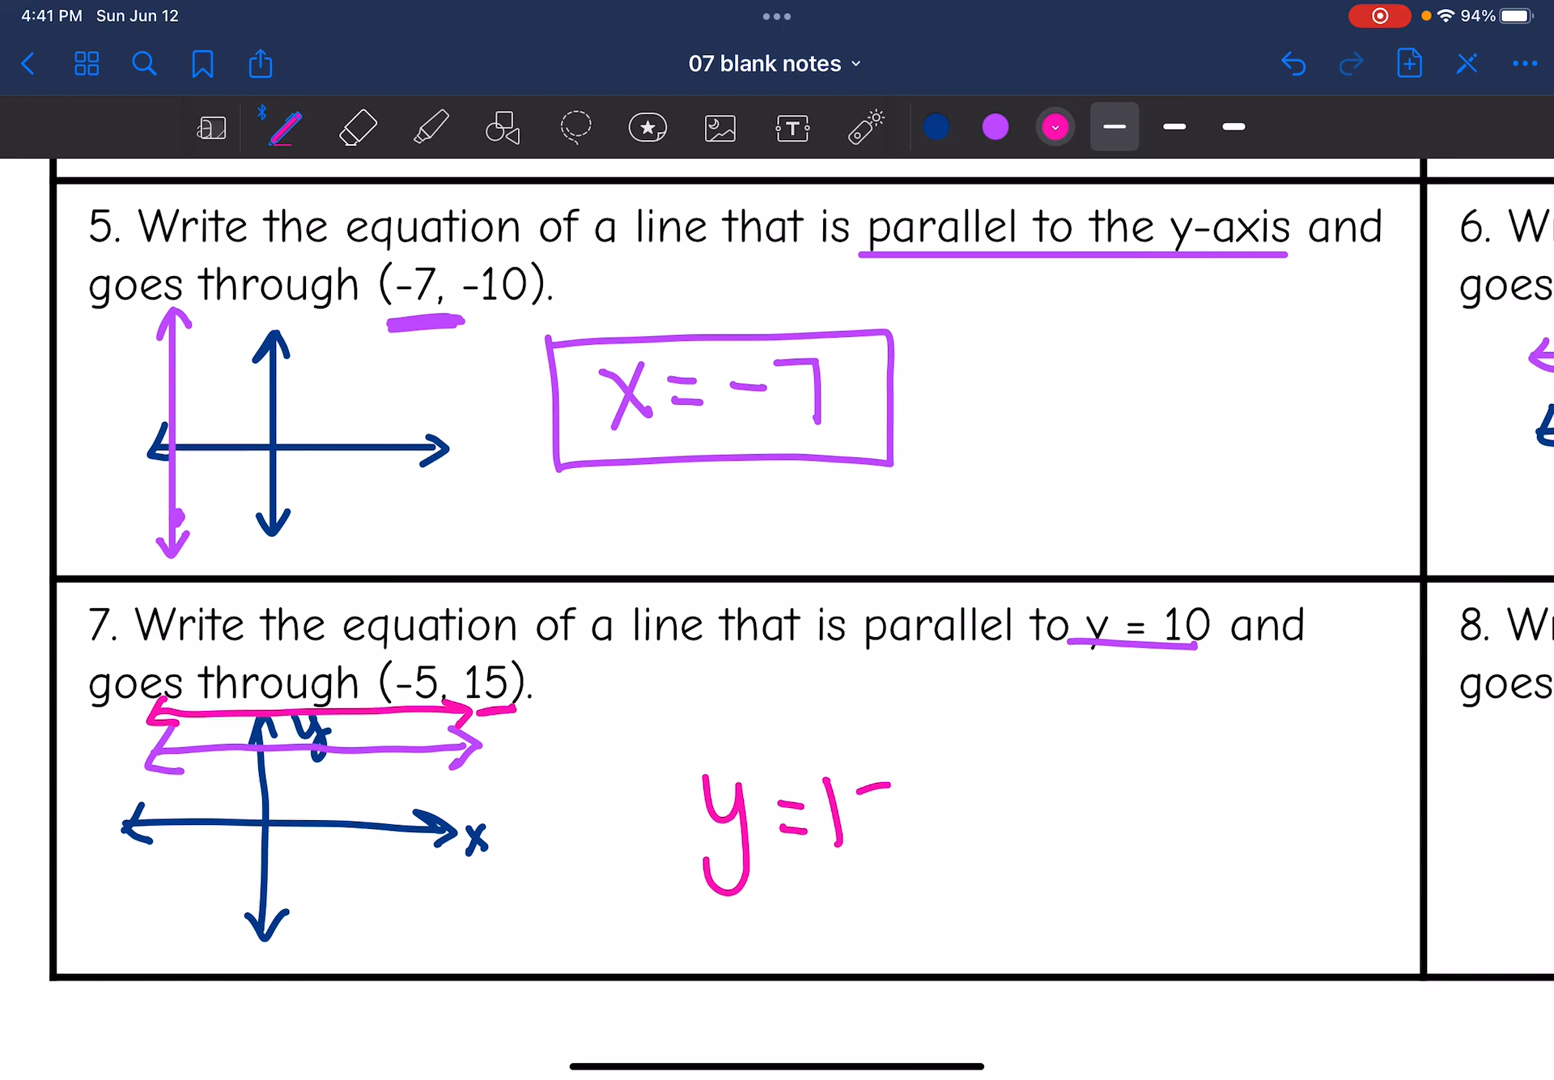 4:41 PM Sun Jun 12
94%
07 blank notes
T
5. Write the equation of a line that is parallel to the y-axis and
goes through (-7, -10).
x = -7
6. W
goes
7. Write the equation of a line that is parallel to y = 10 and
goes through (-5, 15).
y
x
y = 1
8. W
goes